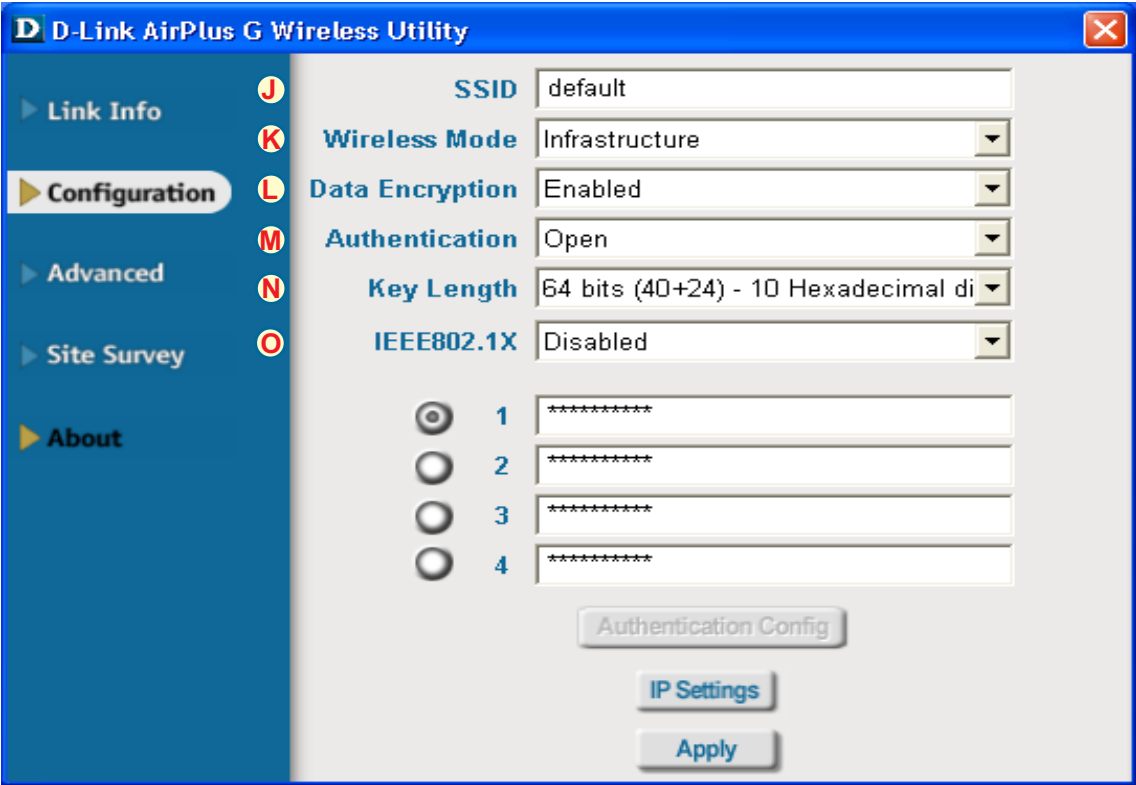 D D-Link AirPlus G Wireless Utility
Link Info
Configuration
Advanced
Site Survey
About
J SSID default
K Wireless Mode Infrastructure
L Data Encryption Enabled
M Authentication Open
N Key Length 64 bits (40+24) - 10 Hexadecimal di
O IEEE802.1X Disabled
1 **********
2 **********
3 **********
4 **********
Authentication Config
IP Settings
Apply